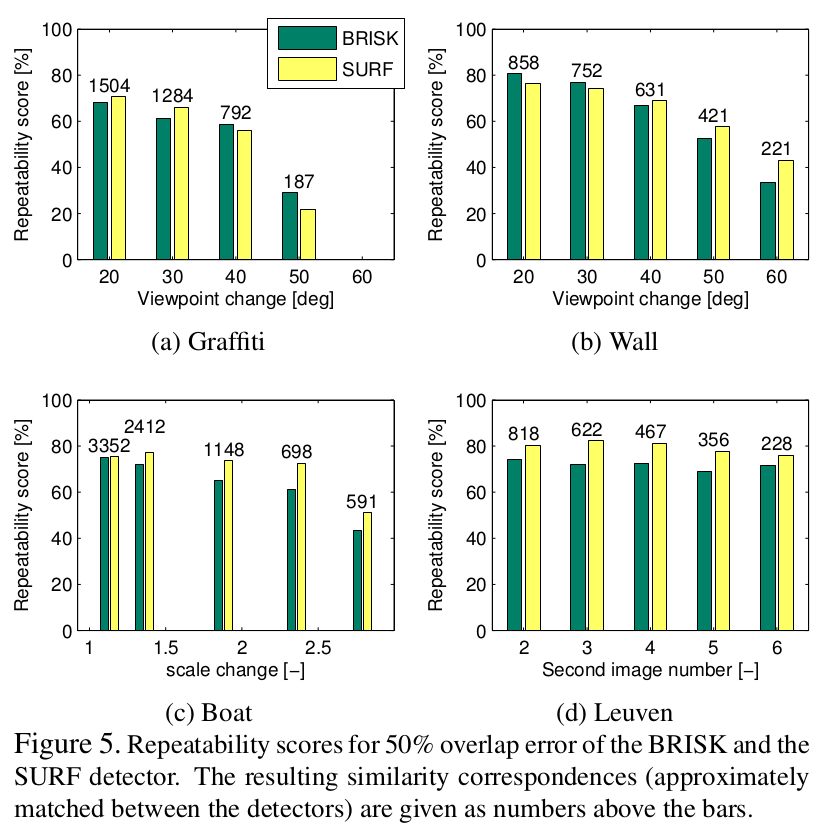 100
80
60
40
20
0
Repeatability score [%]
BRISK
SURF
1504
1284
792
187
20 30 40 50 60
Viewpoint change [deg]
(a) Graffiti
100
80
60
40
20
0
Repeatability score [%]
858
752
631
421
221
20 30 40 50 60
Viewpoint change [deg]
(b) Wall
100
80
60
40
20
0
Repeatability score [%]
3352
2412
1148
698
591
1 1.5 2 2.5
scale change [−]
(c) Boat
100
80
60
40
20
0
Repeatability score [%]
818
622
467
356
228
2 3 4 5 6
Second image number [−]
(d) Leuven
Figure 5. Repeatability scores for 50% overlap error of the BRISK and the
SURF detector. The resulting similarity correspondences (approximately
matched between the detectors) are given as numbers above the bars.